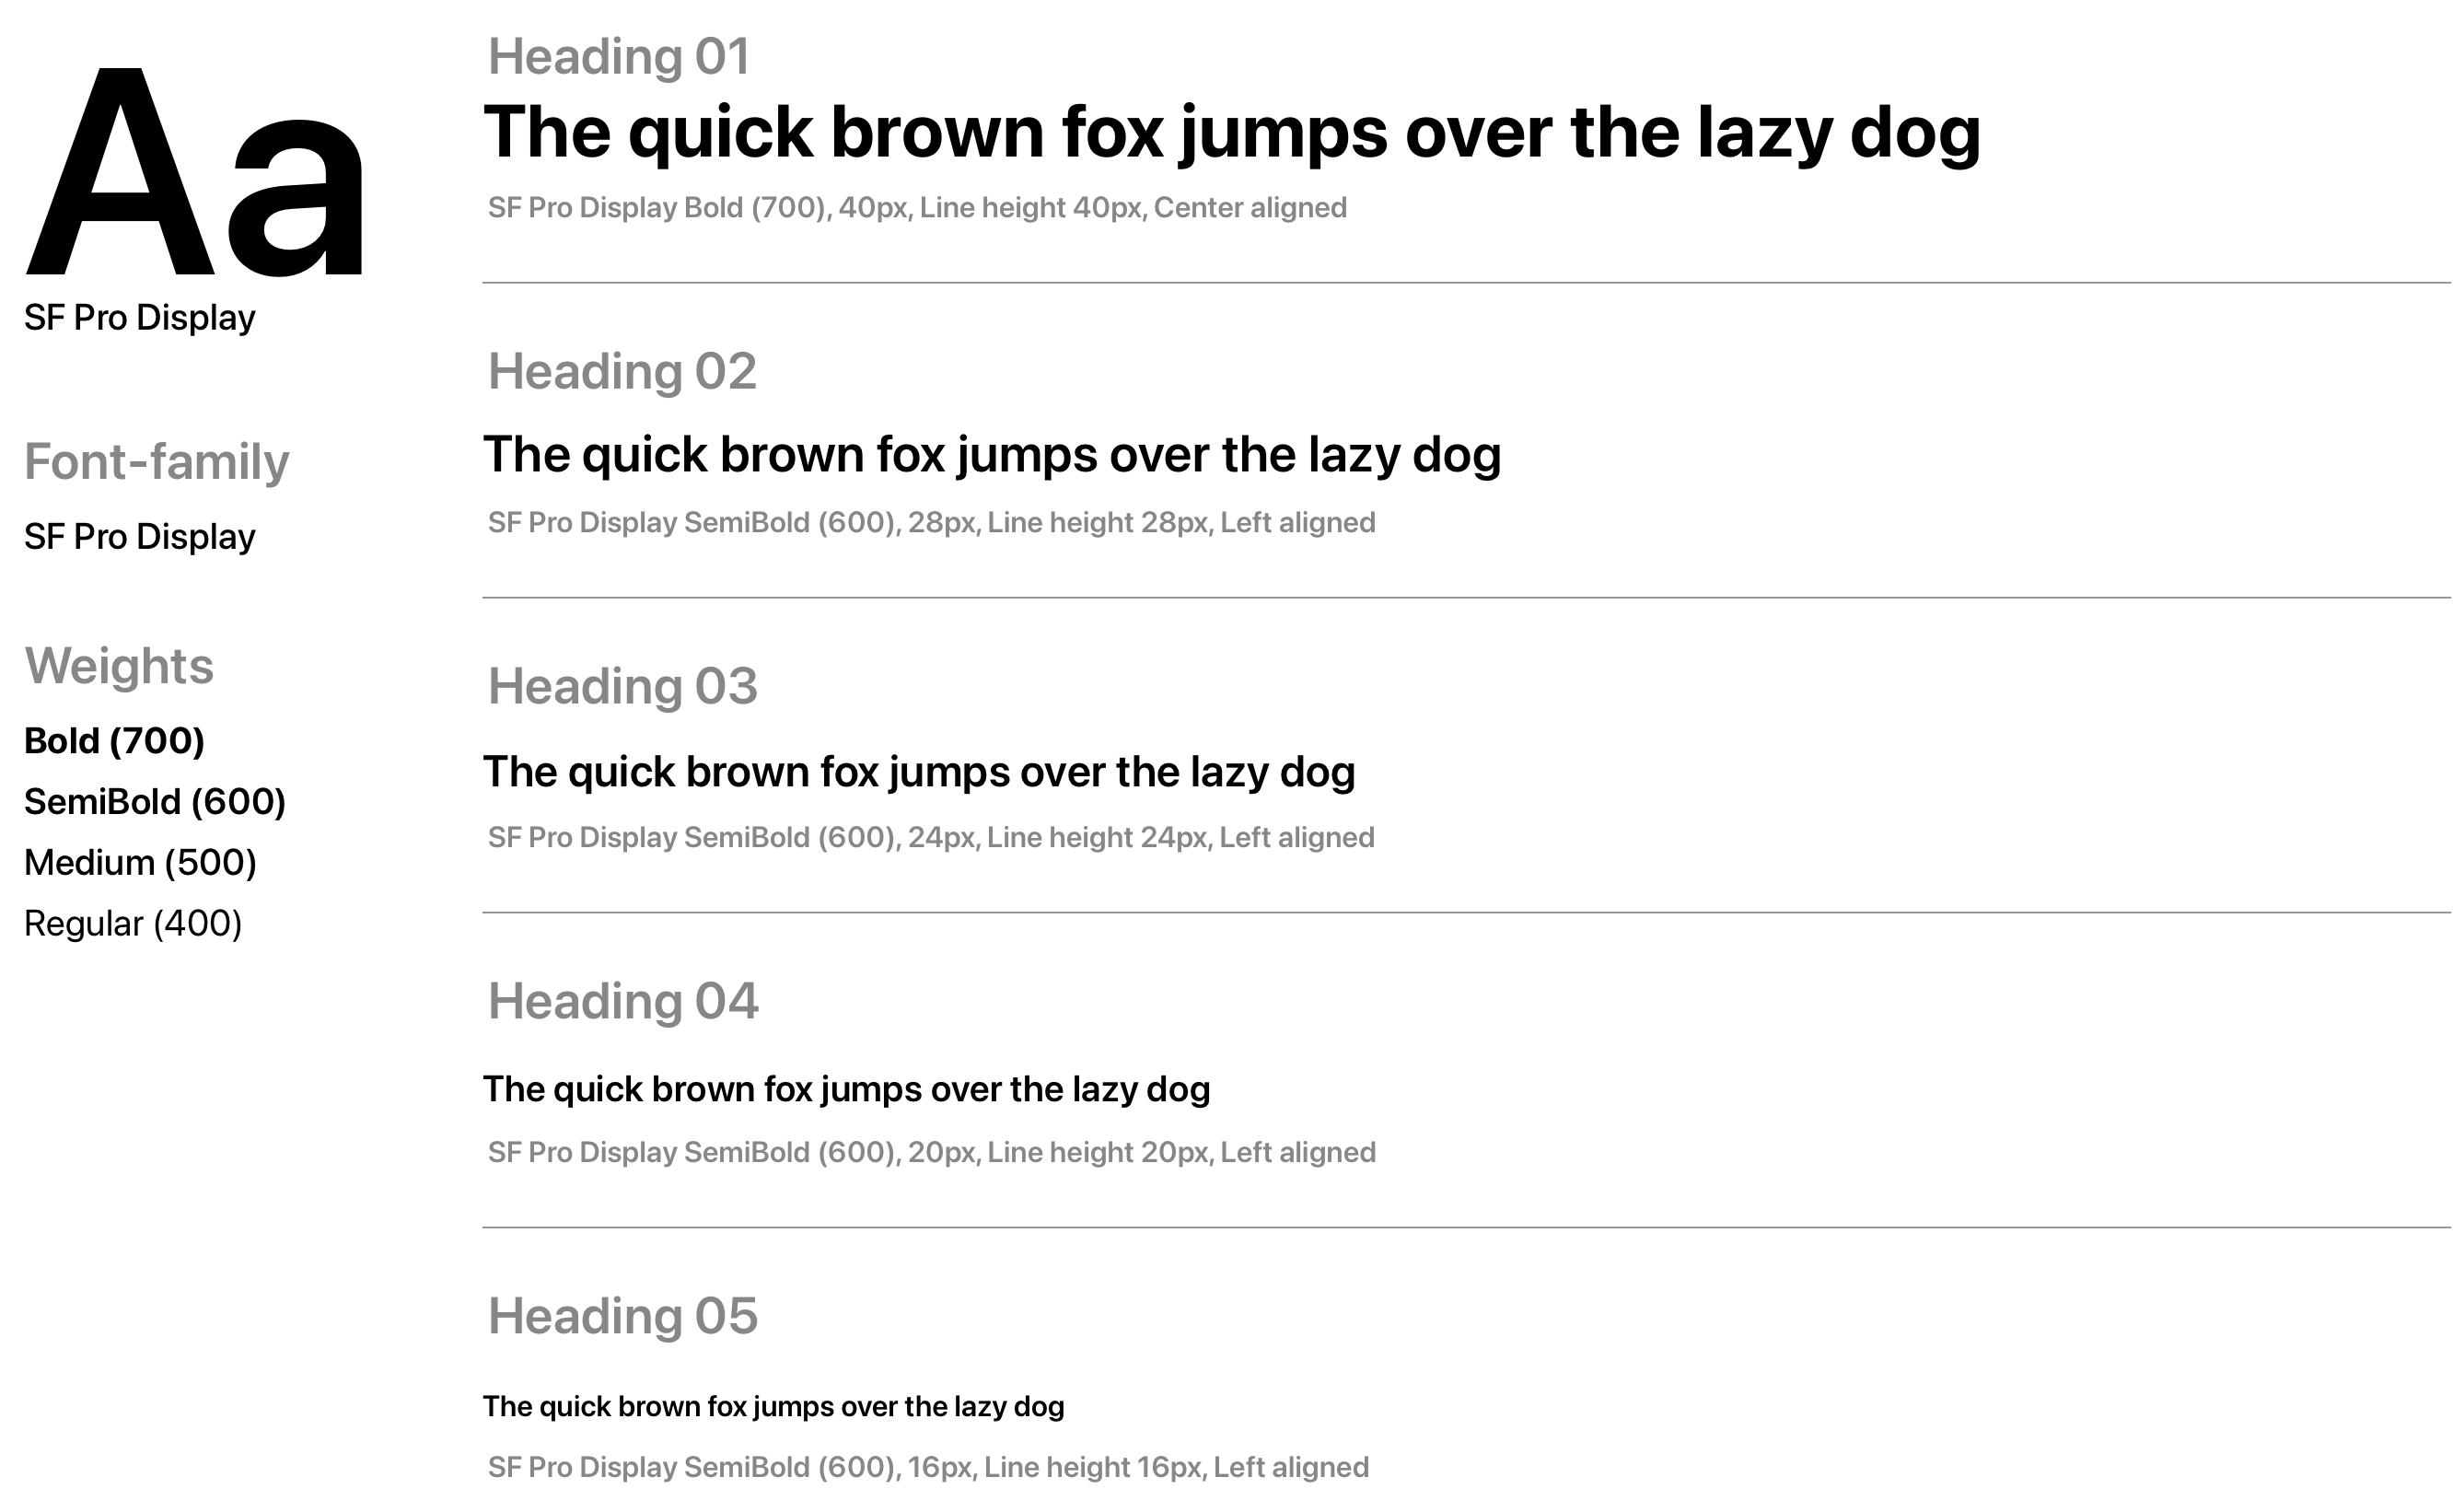 Aa
SF Pro Display
Font-family
SF Pro Display
Weights
Bold (700)
SemiBold (600)
Medium (500)
Regular (400)
Heading 01
The quick brown fox jumps over the lazy dog
SF Pro Display Bold (700), 40px, Line height 40px, Center aligned
Heading 02
The quick brown fox jumps over the lazy dog
SF Pro Display SemiBold (600), 28px, Line height 28px, Left aligned
Heading 03
The quick brown fox jumps over the lazy dog
SF Pro Display SemiBold (600), 24px, Line height 24px, Left aligned
Heading 04
The quick brown fox jumps over the lazy dog
SF Pro Display SemiBold (600), 20px, Line height 20px, Left aligned
Heading 05
The quick brown fox jumps over the lazy dog
SF Pro Display SemiBold (600), 16px, Line height 16px, Left aligned